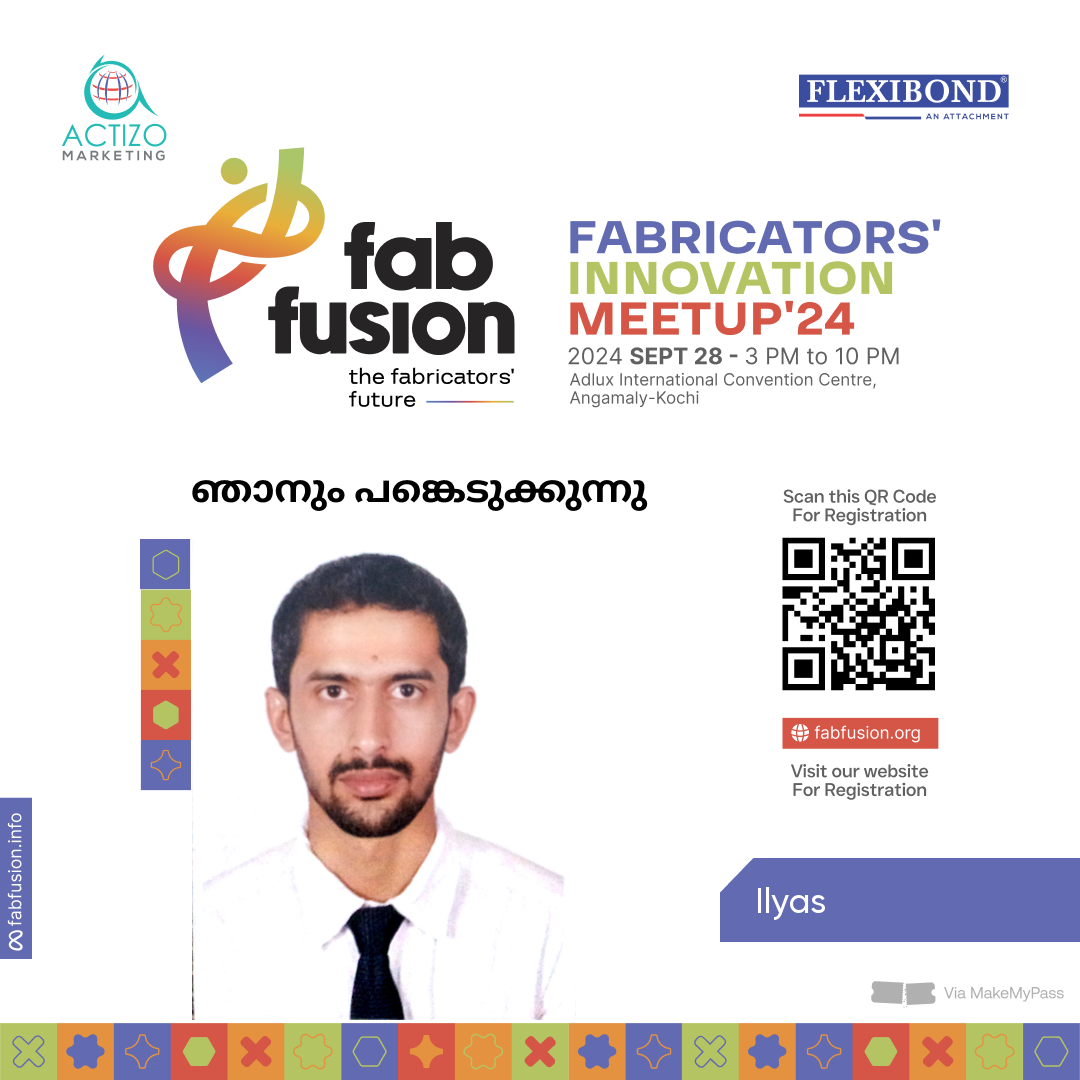 ACTIZO
MARKETING
FLEXIBOND®
AN ATTACHMENT
fab
fusion
the fabricators'
future
FABRICATORS'
INNOVATION
MEETUP'24
2024 SEPT 28 - 3 PM to 10 PM
Adlux International Convention Centre,
Angamaly-Kochi
ഞാനും പങ്കെടുക്കുന്നു
Scan this QR Code
For Registration
fabfusion.org
Visit our website
For Registration
fabfusion.info
Ilyas
Via MakeMyPass